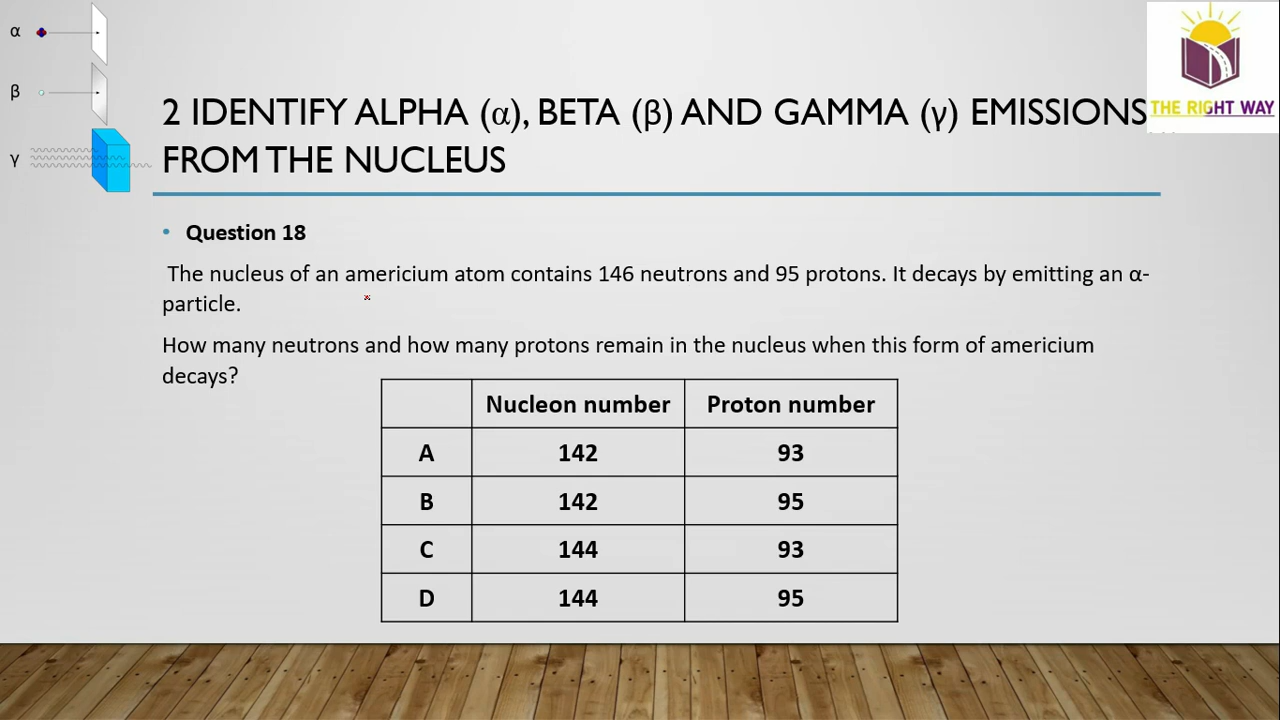 α
β
γ
THE RIGHT WAY
2 IDENTIFY ALPHA (α), BETA (β) AND GAMMA (γ) EMISSIONS
FROM THE NUCLEUS
• Question 18
The nucleus of an americium atom contains 146 neutrons and 95 protons. It decays by emitting an α-
particle.
How many neutrons and how many protons remain in the nucleus when this form of americium
decays?
Nucleon number Proton number
A 142 93
B 142 95
C 144 93
D 144 95